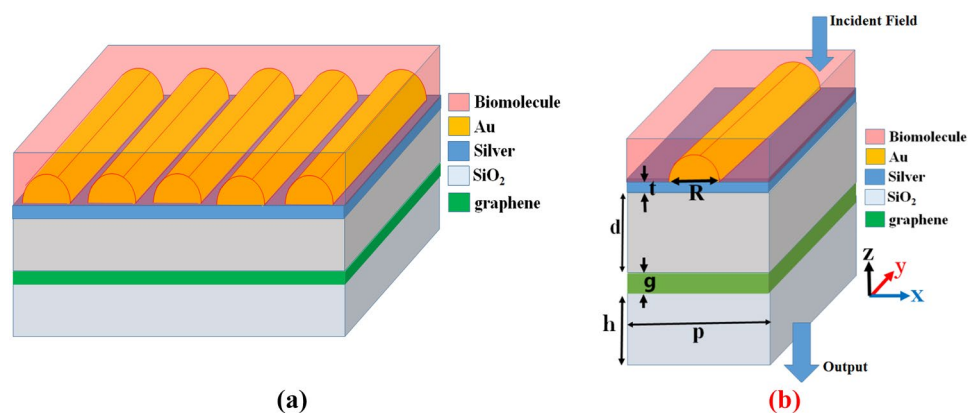 Biomolecule
Au
Silver
SiO₂
graphene
(a)
Incident Field
Biomolecule
Au
Silver
SiO₂
graphene
t
R
d
g
h
p
z
y
x
Output
(b)